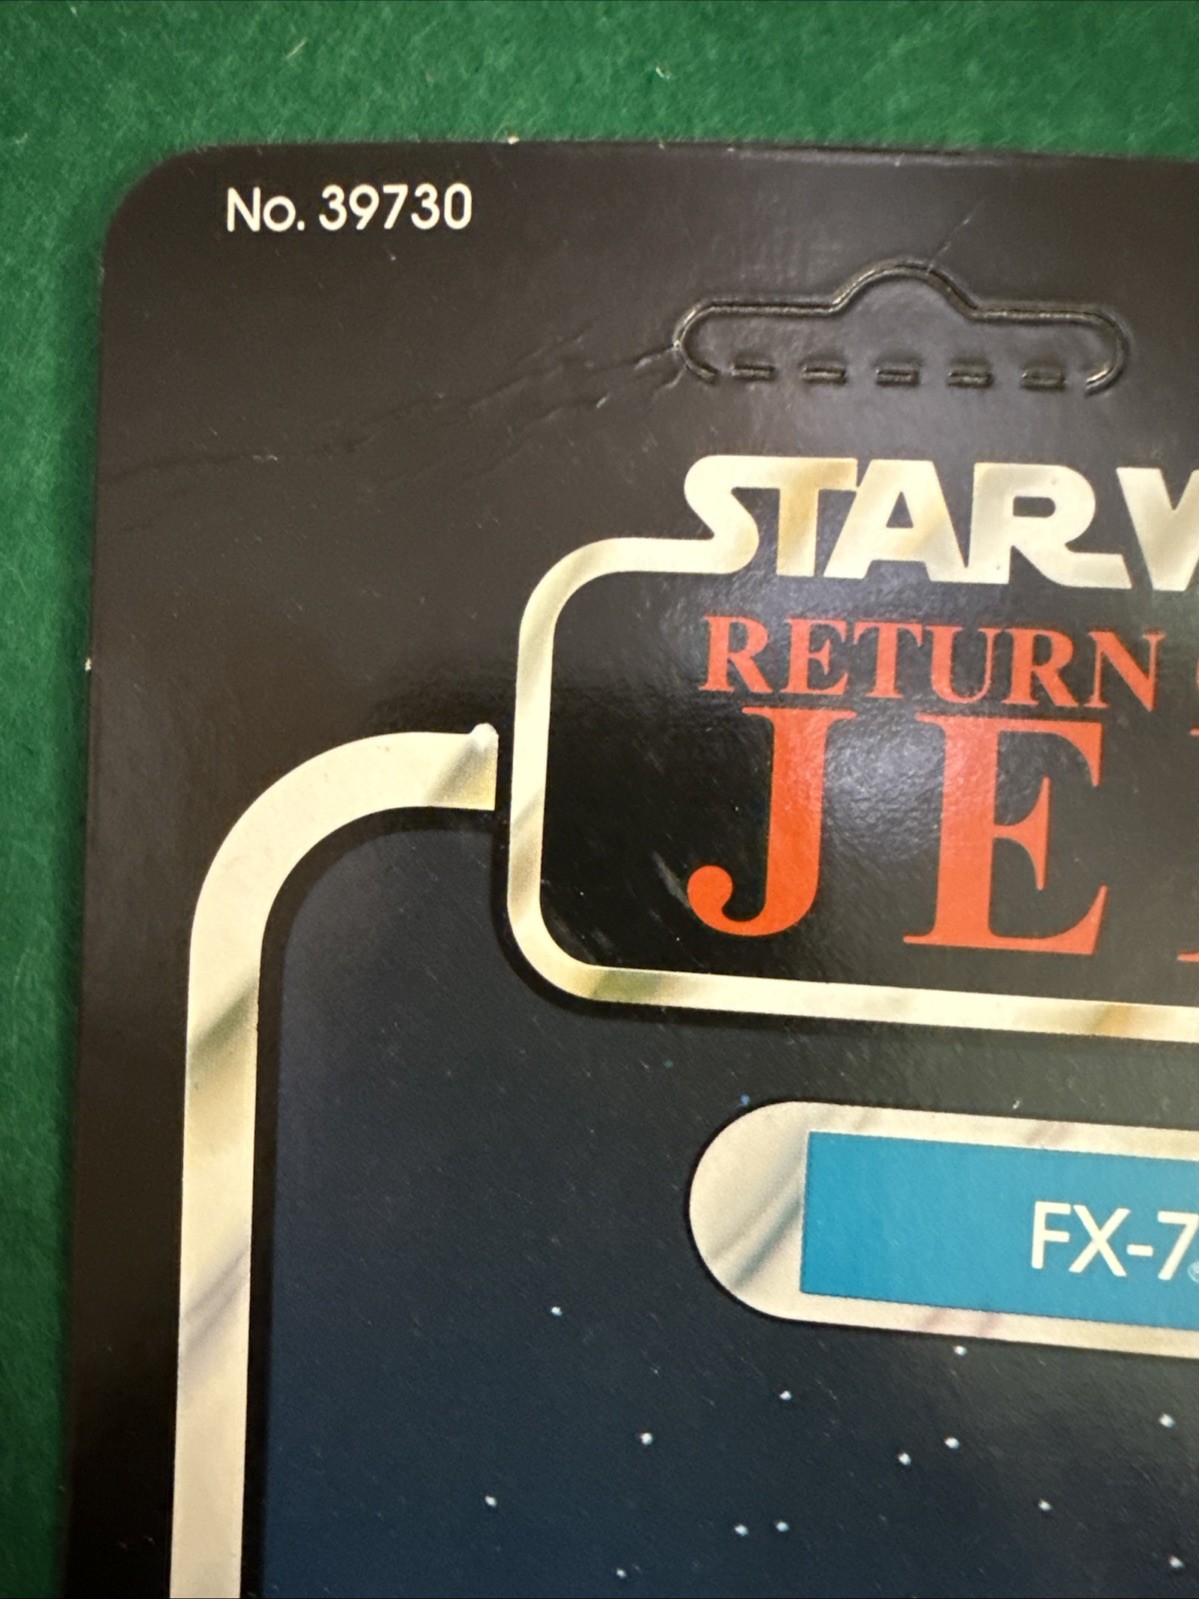 No. 39730
STAR W
RETURN
JE
FX-7